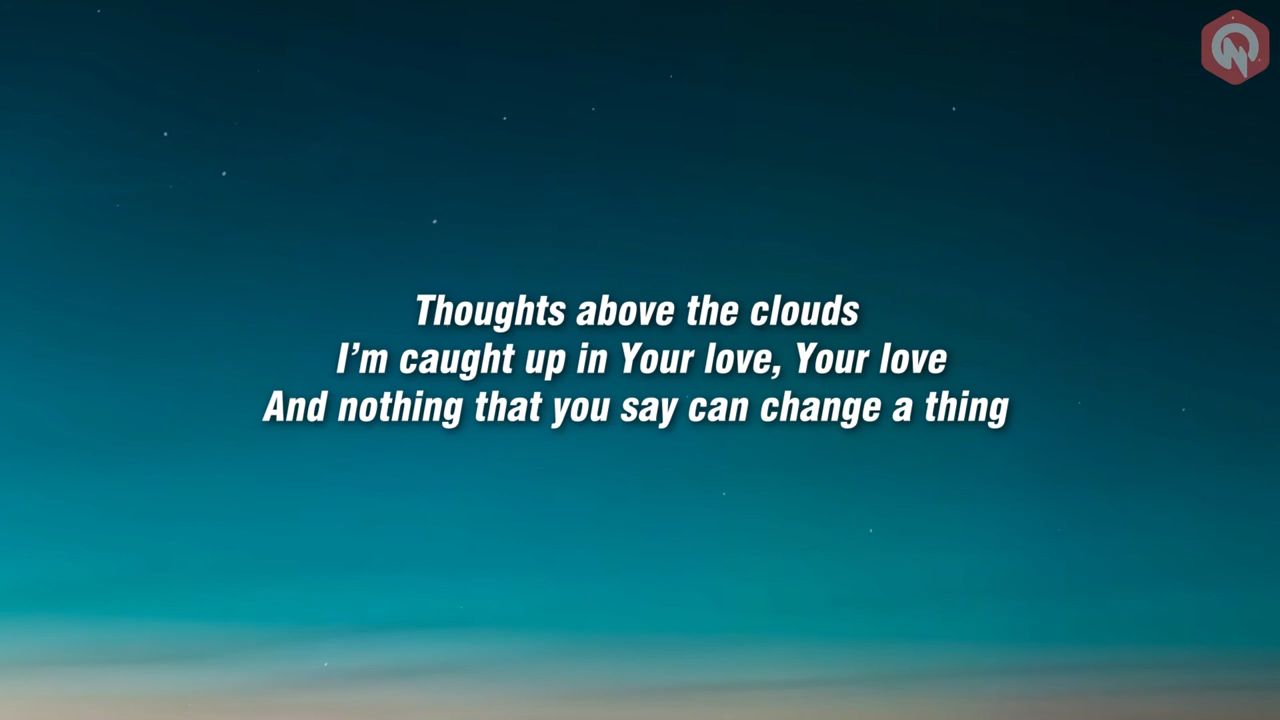 Thoughts above the clouds
I’m caught up in Your love, Your love
And nothing that you say can change a thing